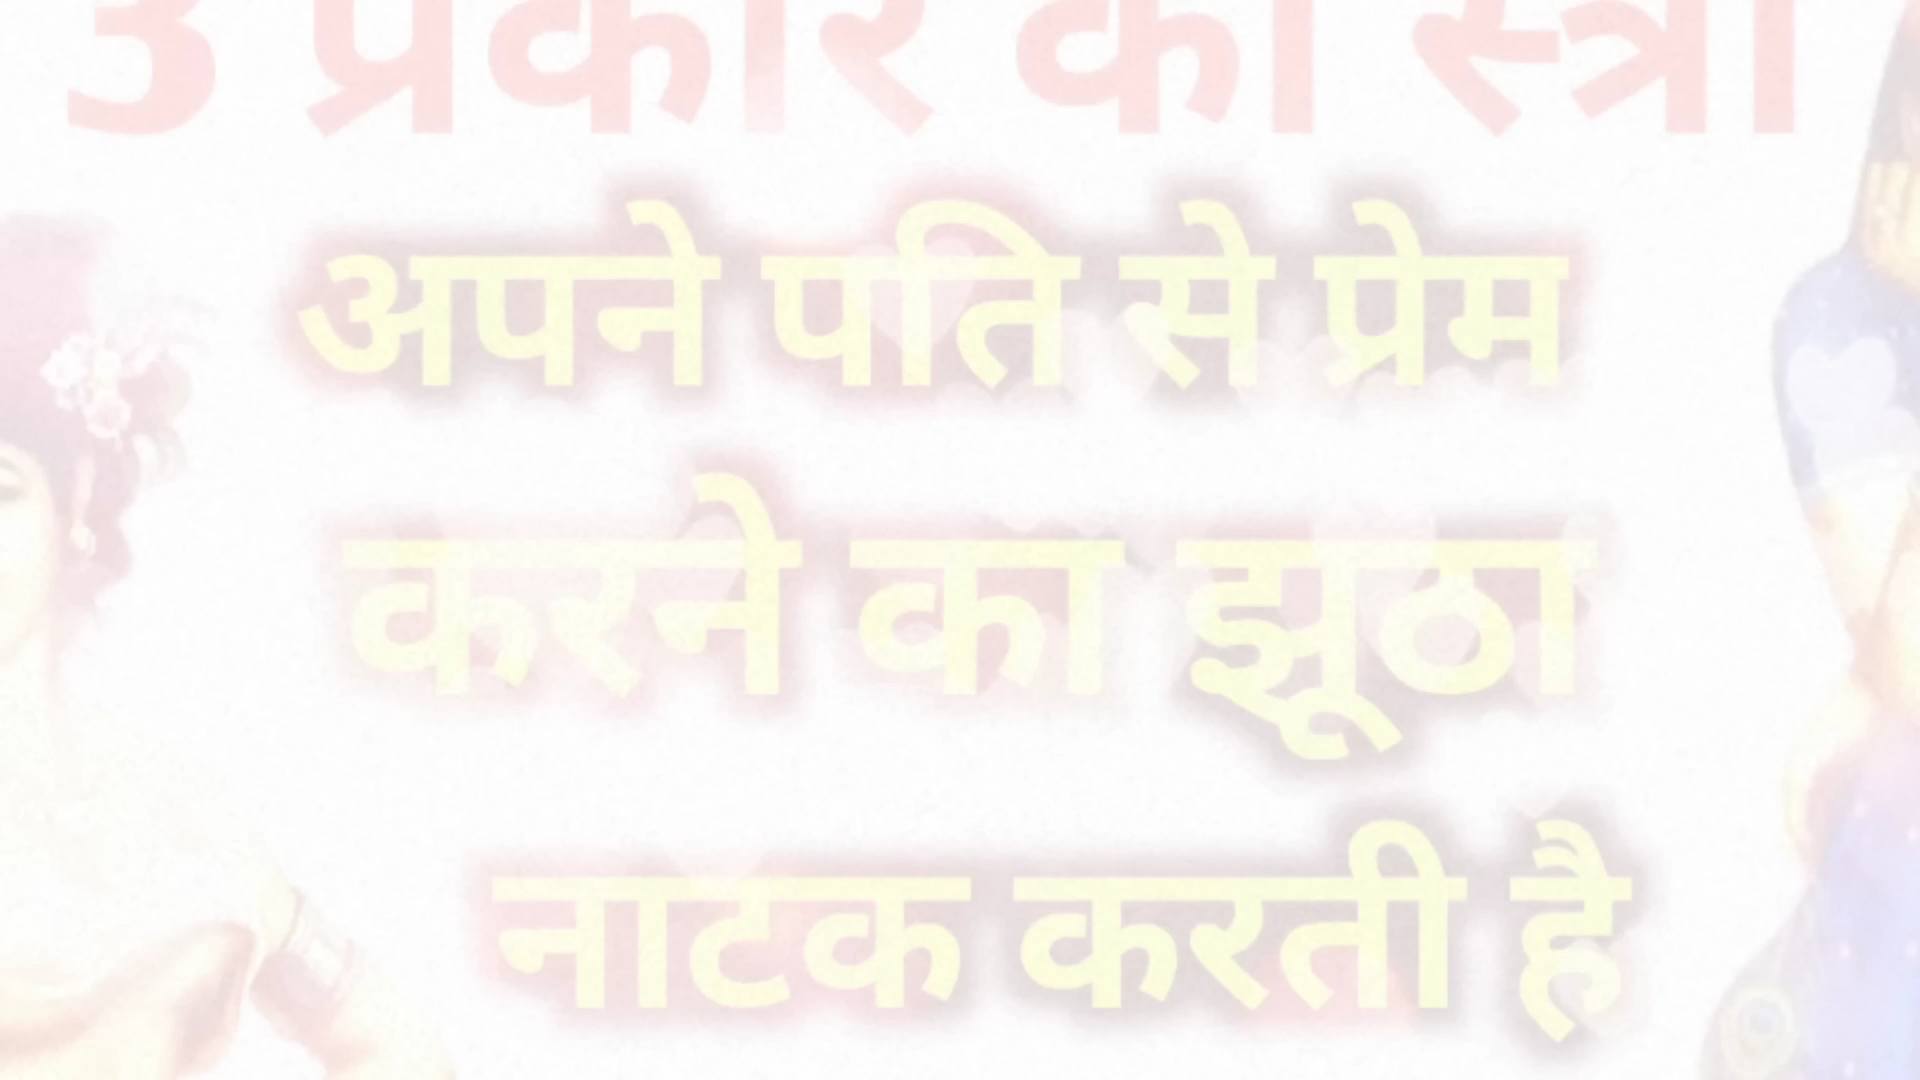 3 प्रकार की स्त्री
अपने पति से प्रेम
करने का झूठा
नाटक करती है